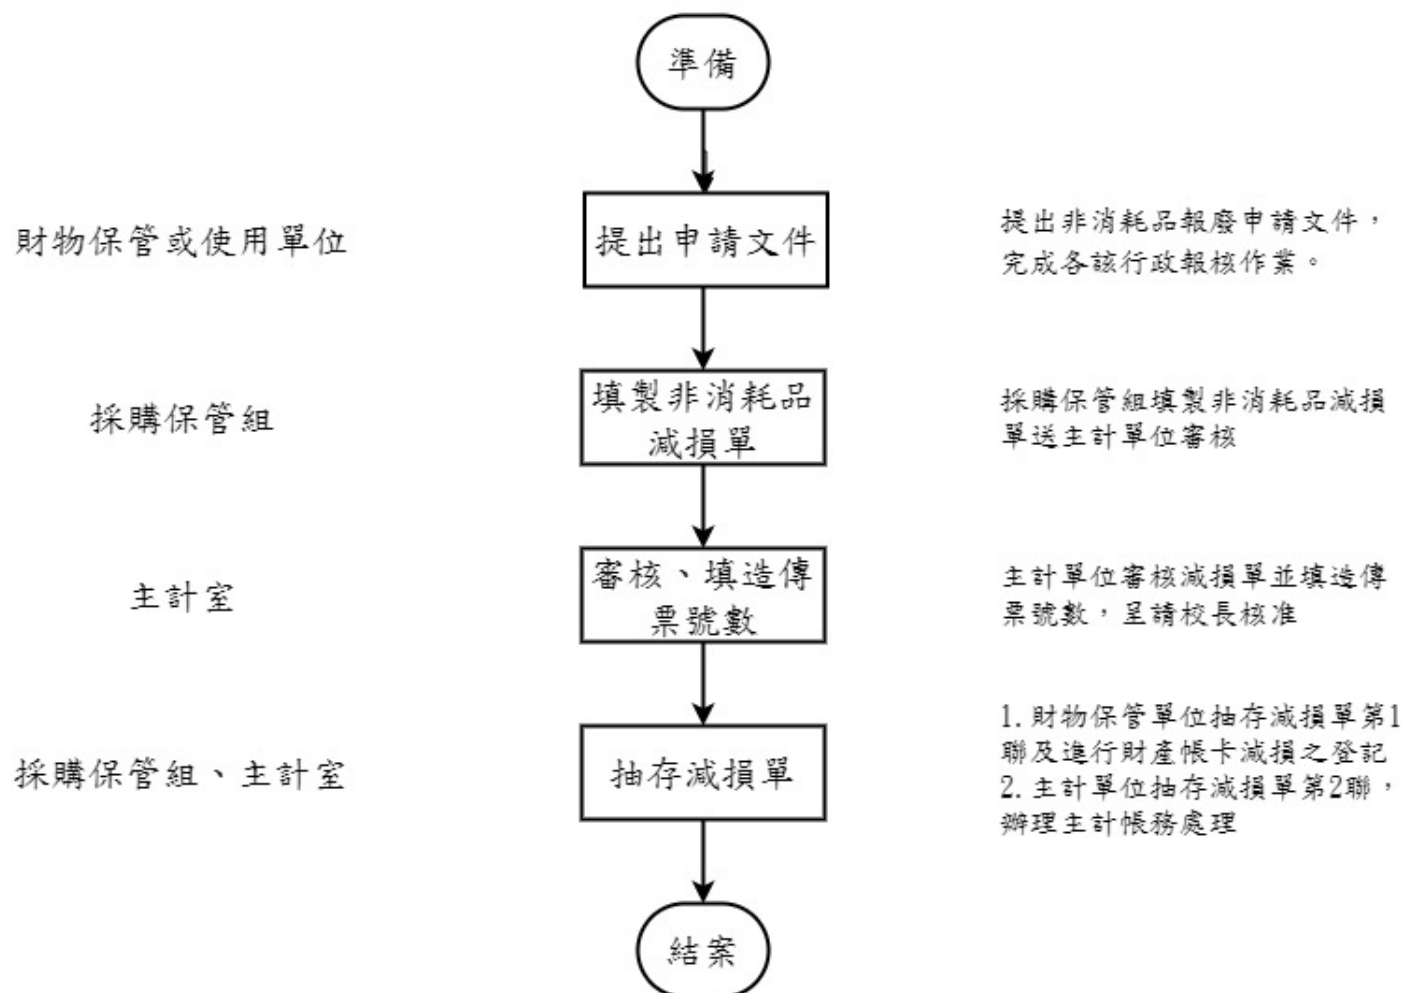 準備
財物保管或使用單位
提出申請文件
提出非消耗品報廢申請文件，
完成各該行政報核作業。
採購保管組
填製非消耗品
減損單
採購保管組填製非消耗品減損
單送主計單位審核
主計室
審核、填造傳
票號數
主計單位審核減損單並填造傳
票號數，呈請校長核准
採購保管組、主計室
抽存減損單
1.財物保管單位抽存減損單第1
聯及進行財產帳卡減損之登記
2.主計單位抽存減損單第2聯，
辦理主計帳務處理
結案